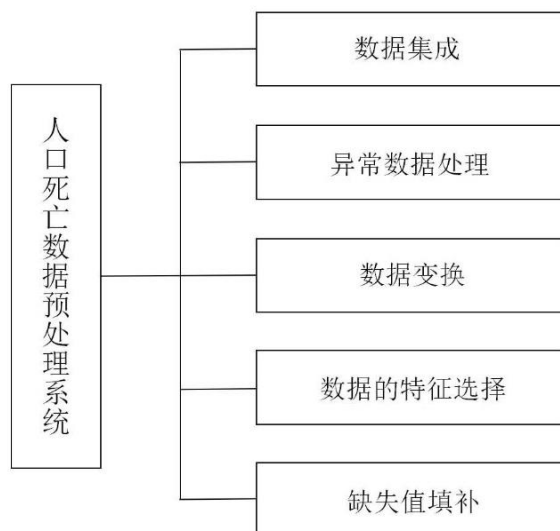 人口死亡数据预处理系统
数据集成
异常数据处理
数据变换
数据的特征选择
缺失值填补